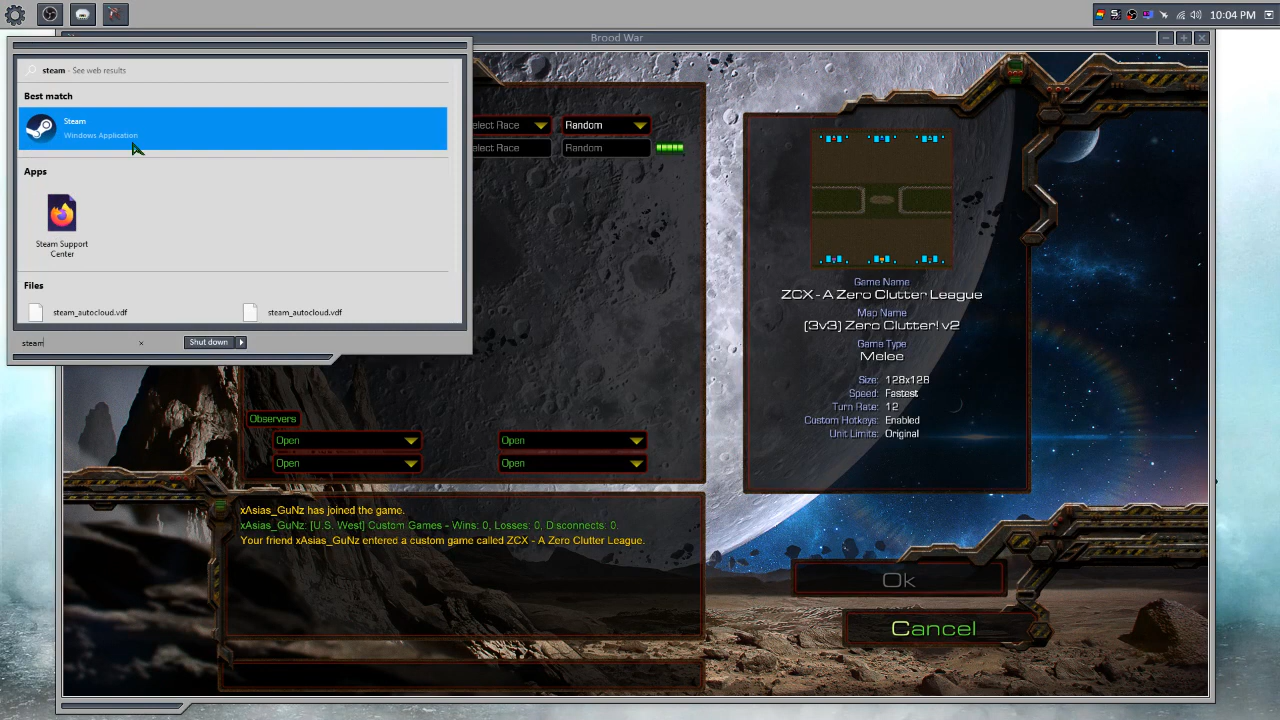 10:04 PM
Brood War
steam - See web results
Best match
Steam
Windows Application
Apps
Steam Support
Center
Files
steam_autocloud.vdf
steam_autocloud.vdf
steam
×
Shut down
elect Race
Random
elect Race
Random
Observers
Open
Open
Open
Open
xAsias_GuNz has joined the game.
xAsias_GuNz: [U.S. West] Custom Games - Wins: 0, Losses: 0, Disconnects: 0.
Your friend xAsias_GuNz entered a custom game called ZCX - A Zero Clutter League.
Game Name
ZCX - A Zero Clutter League
Map Name
(3v3) Zero Clutter! v2
Game Type
Melee
Size: 128x128
Speed: Fastest
Turn Rate: 12
Custom Hotkeys: Enabled
Unit Limits: Original
Ok
Cancel